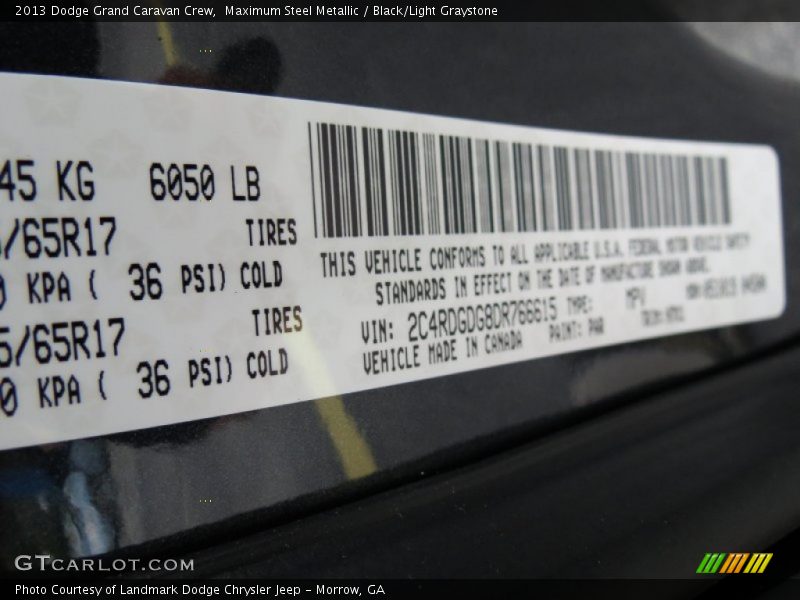 2013 Dodge Grand Caravan Crew,  Maximum Steel Metallic / Black/Light Graystone
45 KG 6050 LB
/65R17 TIRES
0 KPA ( 36 PSI) COLD
5/65R17 TIRES
0 KPA ( 36 PSI) COLD
THIS VEHICLE CONFORMS TO ALL APPLICABLE U.S.A. FEDERAL MOTOR VEHICLE SAFETY
STANDARDS IN EFFECT ON THE DATE OF MANUFACTURE SHOWN ABOVE.
VIN: 2C4RDGDG8DR766615 TYPE: MPV
VEHICLE MADE IN CANADA PAINT: PAR
GTCARLOT.COM
Photo Courtesy of Landmark Dodge Chrysler Jeep - Morrow, GA